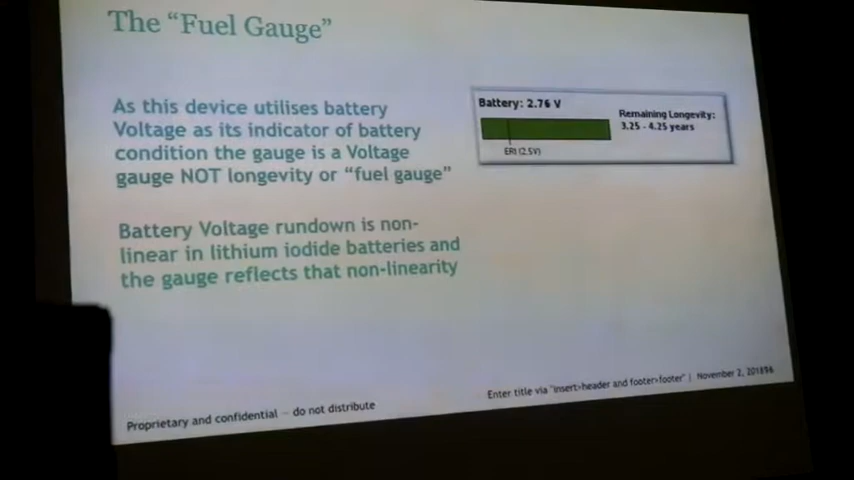 The “Fuel Gauge”
As this device utilises battery
Voltage as its indicator of battery
condition the gauge is a Voltage
gauge NOT longevity or “fuel gauge”
Battery Voltage rundown is non-
linear in lithium iodide batteries and
the gauge reflects that non-linearity
Battery: 2.76 V
Remaining Longevity:
3.25 - 4.25 years
ERI (2.5V)
Proprietary and confidential — do not distribute
Enter title via "insert>header and footer>footer" | November 2, 201896